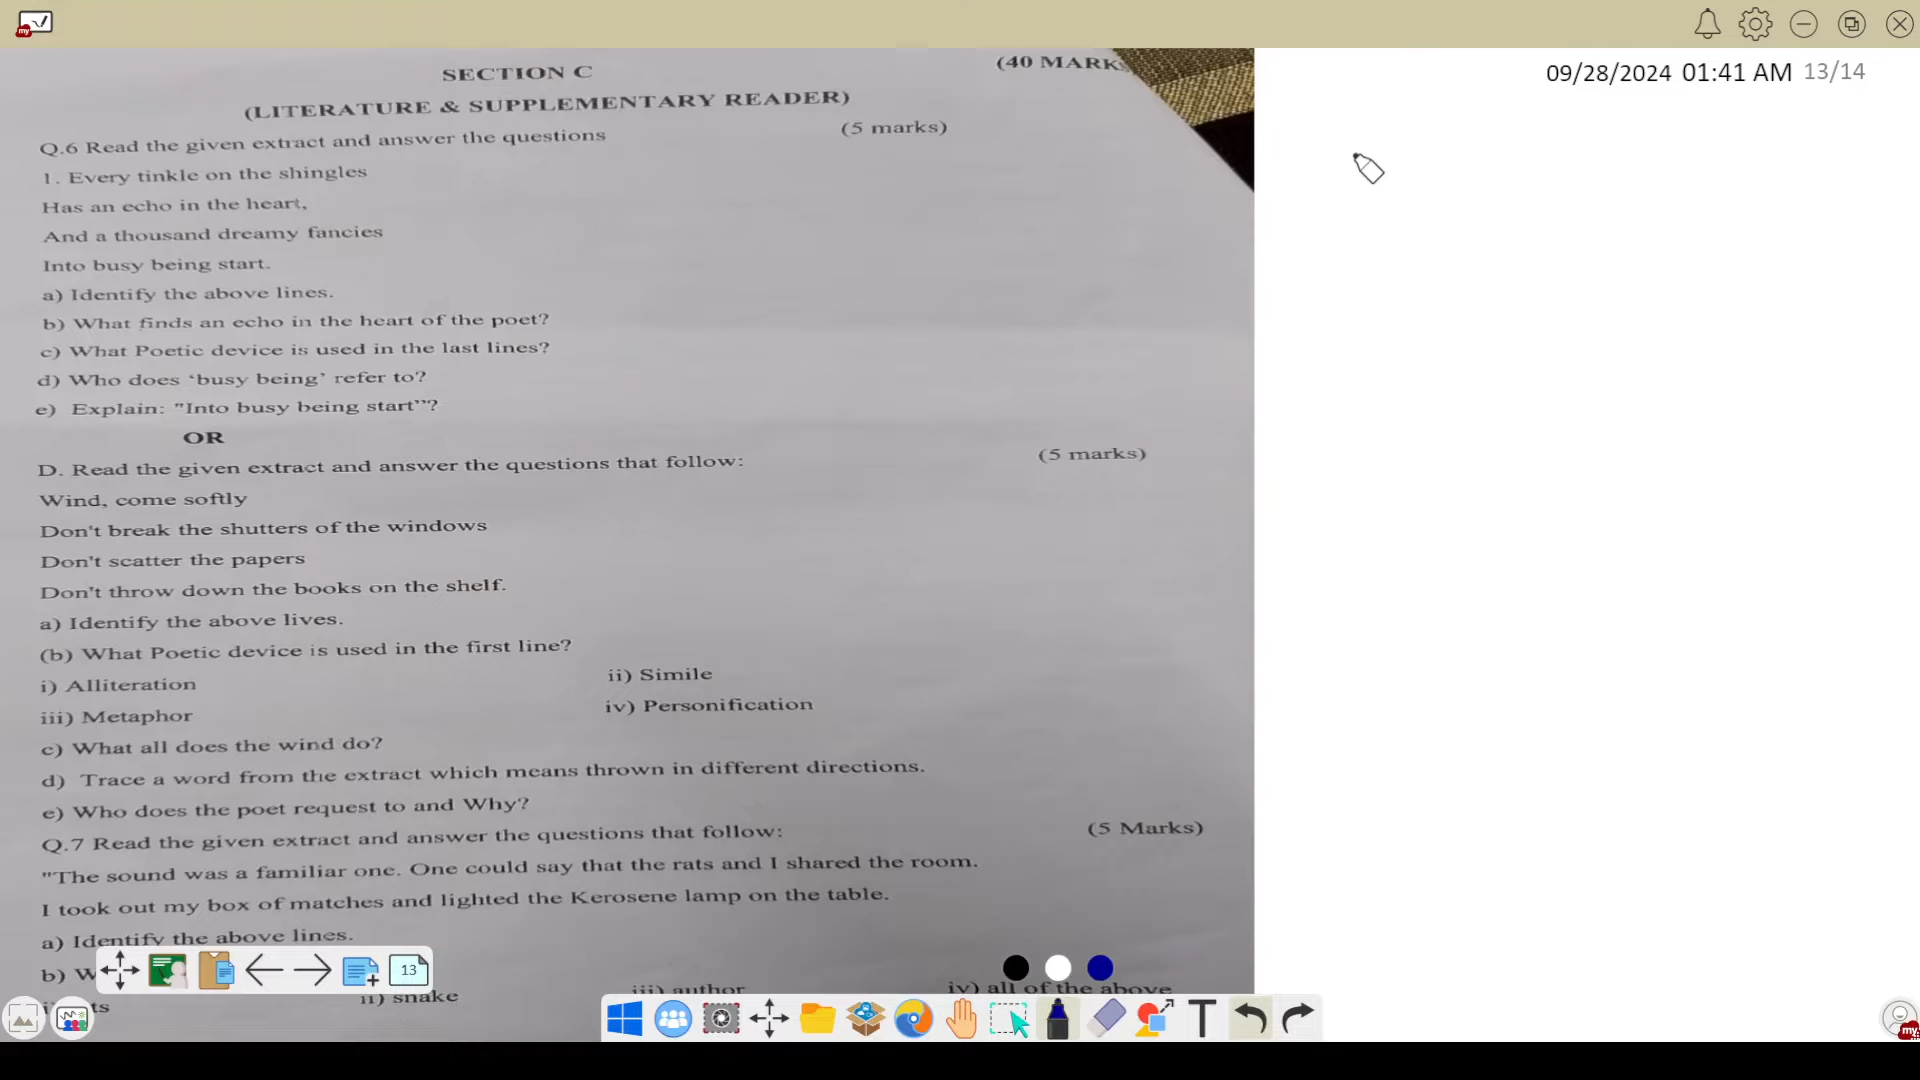 09/28/2024 01:41 AM 13/14
SECTION C
(40 MARKS
(LITERATURE & SUPPLEMENTARY READER)
Q.6 Read the given extract and answer the questions (5 marks)
1. Every tinkle on the shingles
Has an echo in the heart,
And a thousand dreamy fancies
Into busy being start.
a) Identify the above lines.
b) What finds an echo in the heart of the poet?
c) What Poetic device is used in the last lines?
d) Who does ‘busy being’ refer to?
e) Explain: "Into busy being start”?
OR
D. Read the given extract and answer the questions that follow: (5 marks)
Wind, come softly
Don't break the shutters of the windows
Don't scatter the papers
Don't throw down the books on the shelf.
a) Identify the above lives.
(b) What Poetic device is used in the first line?
i) Alliteration ii) Simile
iii) Metaphor iv) Personification
c) What all does the wind do?
d) Trace a word from the extract which means thrown in different directions.
e) Who does the poet request to and Why?
Q.7 Read the given extract and answer the questions that follow: (5 Marks)
"The sound was a familiar one. One could say that the rats and I shared the room.
I took out my box of matches and lighted the Kerosene lamp on the table.
a) Identify the above lines.
b) W
ts ii) snake iii) author iv) all of the above
13
T
my
my